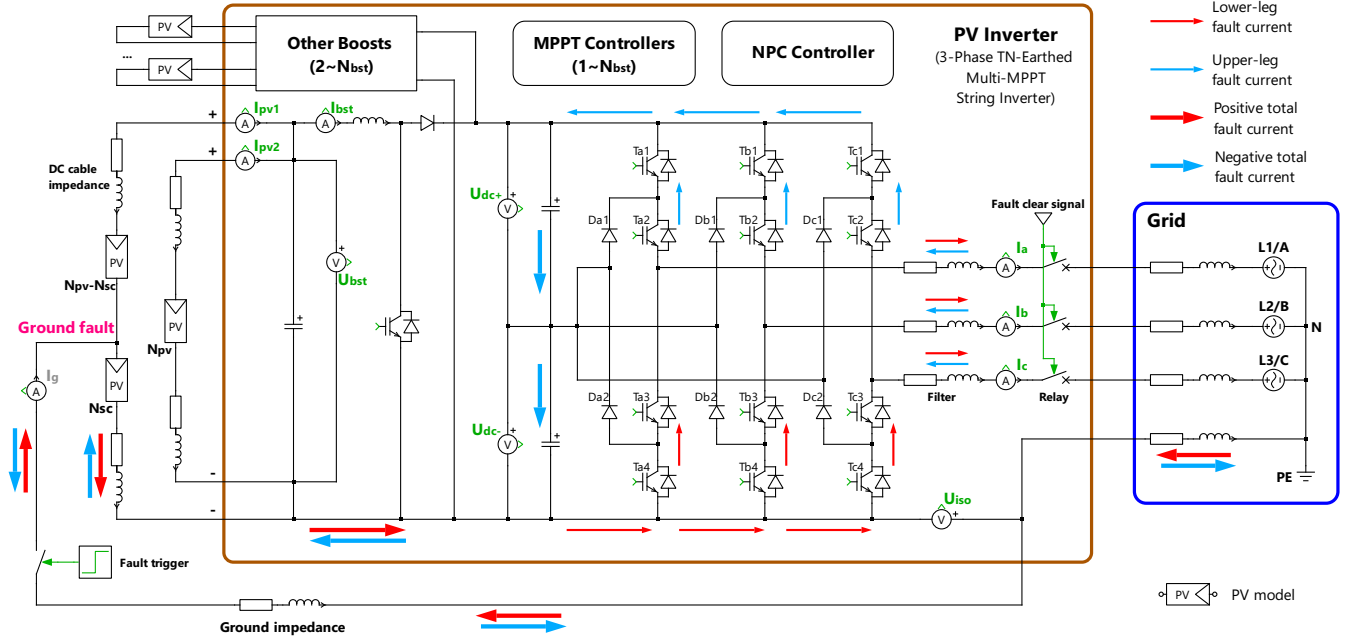 PV
...
PV
Other Boosts
(2~Nbst)
MPPT Controllers
(1~Nbst)
NPC Controller
PV Inverter
(3-Phase TN-Earthed
Multi-MPPT
String Inverter)
Lower-leg
fault current
Upper-leg
fault current
Positive total
fault current
Negative total
fault current
+
A
Ipv1
A
Ibst
+
A
Ipv2
DC cable
impedance
PV
Npv-Nsc
Ground fault
PV
Npv
PV
Nsc
Ig
A
+
V
Ubst
+
+
Udc+
V
+
+
Udc-
V
+
+
-
-
Ta1
Tb1
Tc1
Da1
Ta2
Db1
Tb2
Dc1
Tc2
Da2
Ta3
Db2
Tb3
Dc2
Tc3
Ta4
Tb4
Tc4
Fault clear signal
Ia
A
Ib
A
Ic
A
Filter
Relay
Uiso
V
+
Grid
L1/A
+
L2/B
+
N
L3/C
+
PE
Fault trigger
Ground impedance
PV
PV model